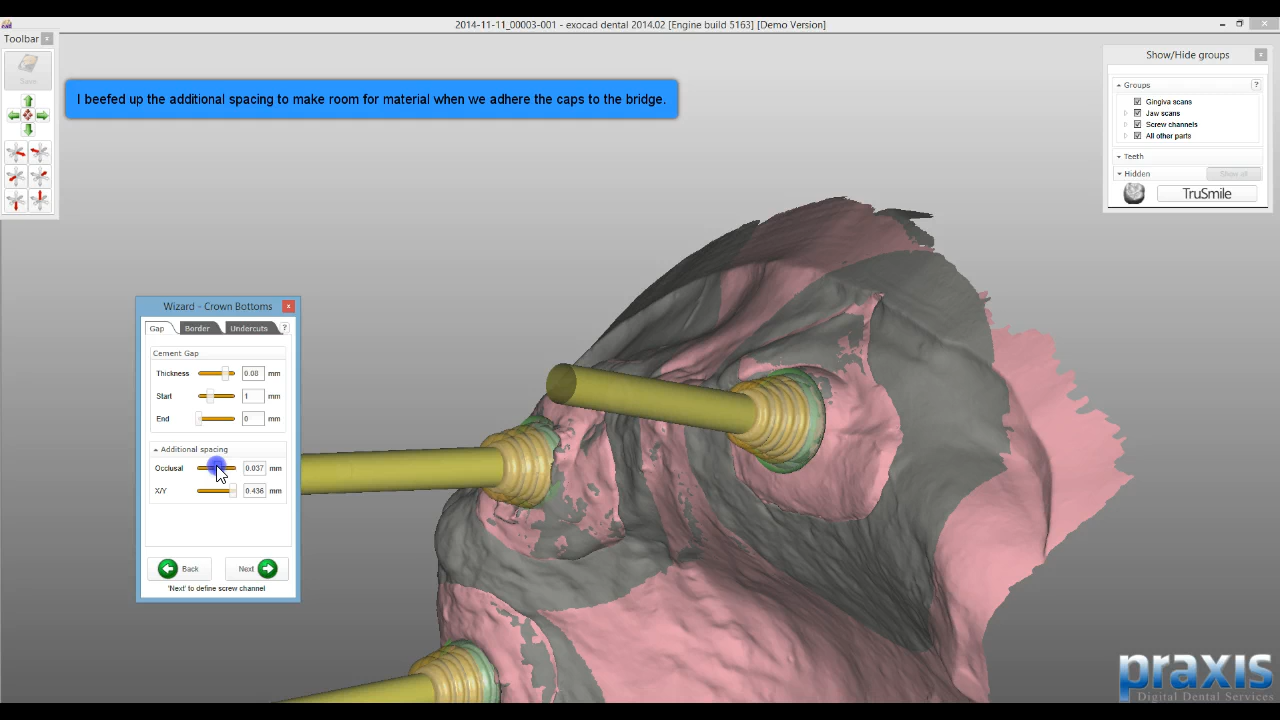 2014-11-11_00003-001 - exocad dental 2014.02 [Engine build 5163] [Demo Version]
Toolbar
Save
I beefed up the additional spacing to make room for material when we adhere the caps to the bridge.
Show/Hide groups
Groups
?
Gingiva scans
Jaw scans
Screw channels
All other parts
Teeth
Hidden
Show all
TruSmile
Wizard - Crown Bottoms
Gap
Border
Undercuts
?
Cement Gap
Thickness 0.08 mm
Start 1 mm
End 0 mm
Additional spacing
Occlusal 0.037 mm
X/Y 0.436 mm
Back
Next
'Next' to define screw channel
praxis
Digital Dental Services